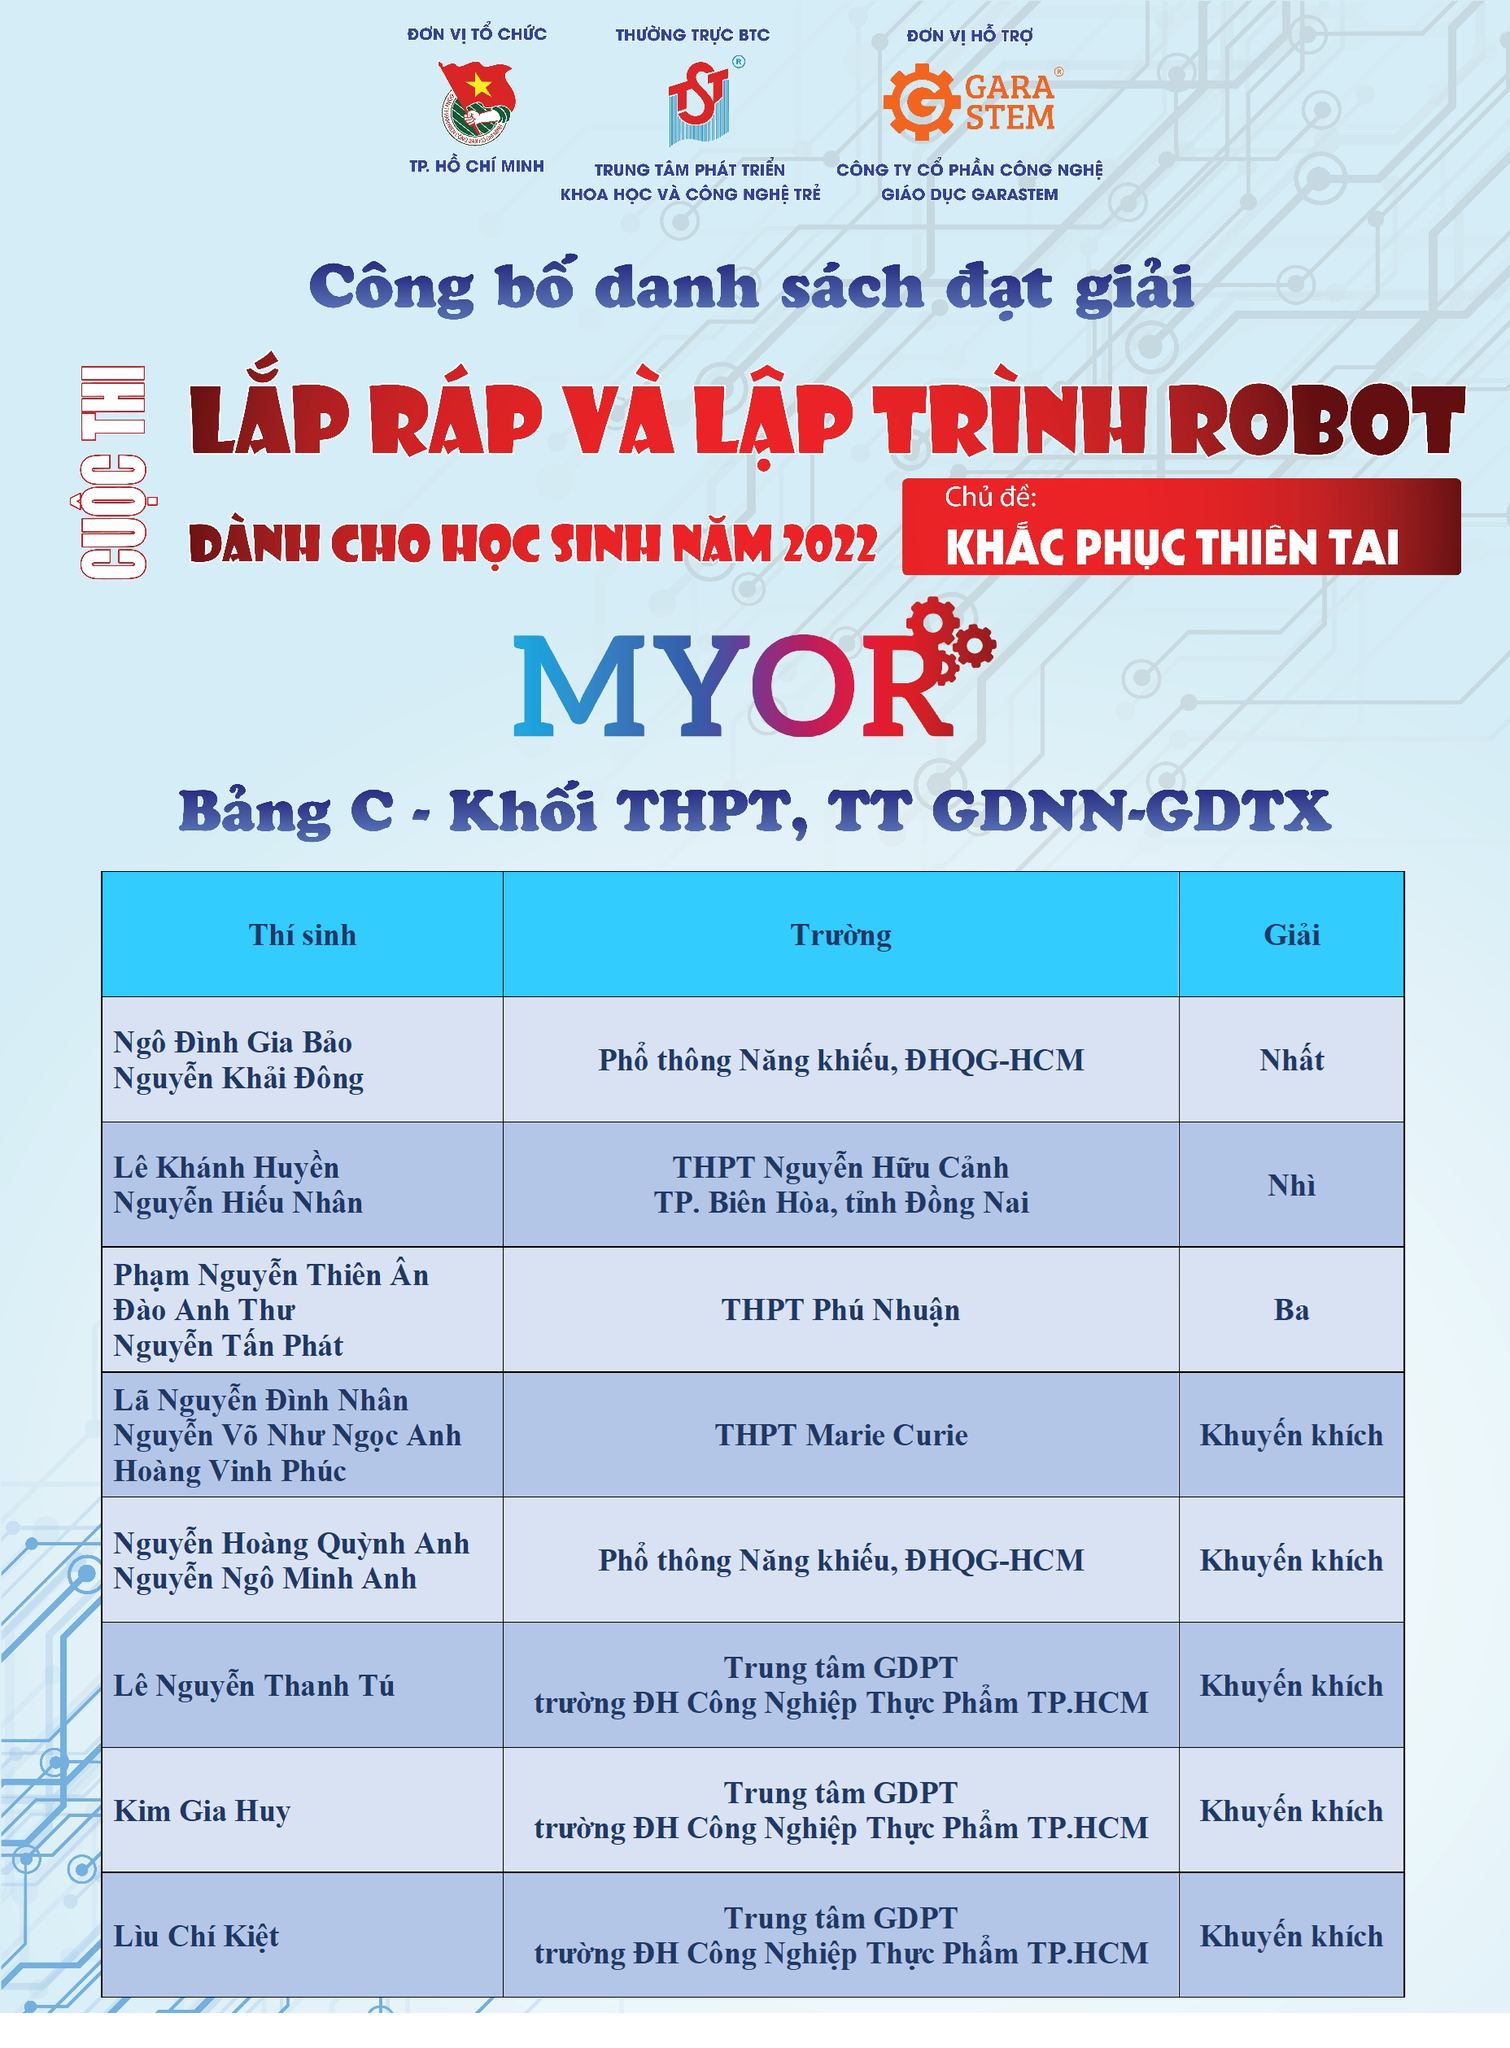 ĐƠN VỊ TỔ CHỨC
TP. HỒ CHÍ MINH
THƯỜNG TRỰC BTC
TST
®
TRUNG TÂM PHÁT TRIỂN
KHOA HỌC VÀ CÔNG NGHỆ TRẺ
ĐƠN VỊ HỖ TRỢ
GARA
STEM
®
CÔNG TY CỔ PHẦN CÔNG NGHỆ
GIÁO DỤC GARASTEM
Công bố danh sách đạt giải
CUỘC THI
LẮP RÁP VÀ LẬP TRÌNH ROBOT
DÀNH CHO HỌC SINH NĂM 2022
Chủ đề:
KHẮC PHỤC THIÊN TAI
MYOR
Bảng C - Khối THPT, TT GDNN-GDTX
Thí sinh Trường Giải
Ngô Đình Gia Bảo
Nguyễn Khải Đông
Phổ thông Năng khiếu, ĐHQG-HCM
Nhất
Lê Khánh Huyền
Nguyễn Hiếu Nhân
THPT Nguyễn Hữu Cảnh
TP. Biên Hòa, tỉnh Đồng Nai
Nhì
Phạm Nguyễn Thiên Ân
Đào Anh Thư
Nguyễn Tấn Phát
THPT Phú Nhuận
Ba
Lã Nguyễn Đình Nhân
Nguyễn Võ Như Ngọc Anh
Hoàng Vinh Phúc
THPT Marie Curie
Khuyến khích
Nguyễn Hoàng Quỳnh Anh
Nguyễn Ngô Minh Anh
Phổ thông Năng khiếu, ĐHQG-HCM
Khuyến khích
Lê Nguyễn Thanh Tú
Trung tâm GDPT
trường ĐH Công Nghiệp Thực Phẩm TP.HCM
Khuyến khích
Kim Gia Huy
Trung tâm GDPT
trường ĐH Công Nghiệp Thực Phẩm TP.HCM
Khuyến khích
Lìu Chí Kiệt
Trung tâm GDPT
trường ĐH Công Nghiệp Thực Phẩm TP.HCM
Khuyến khích